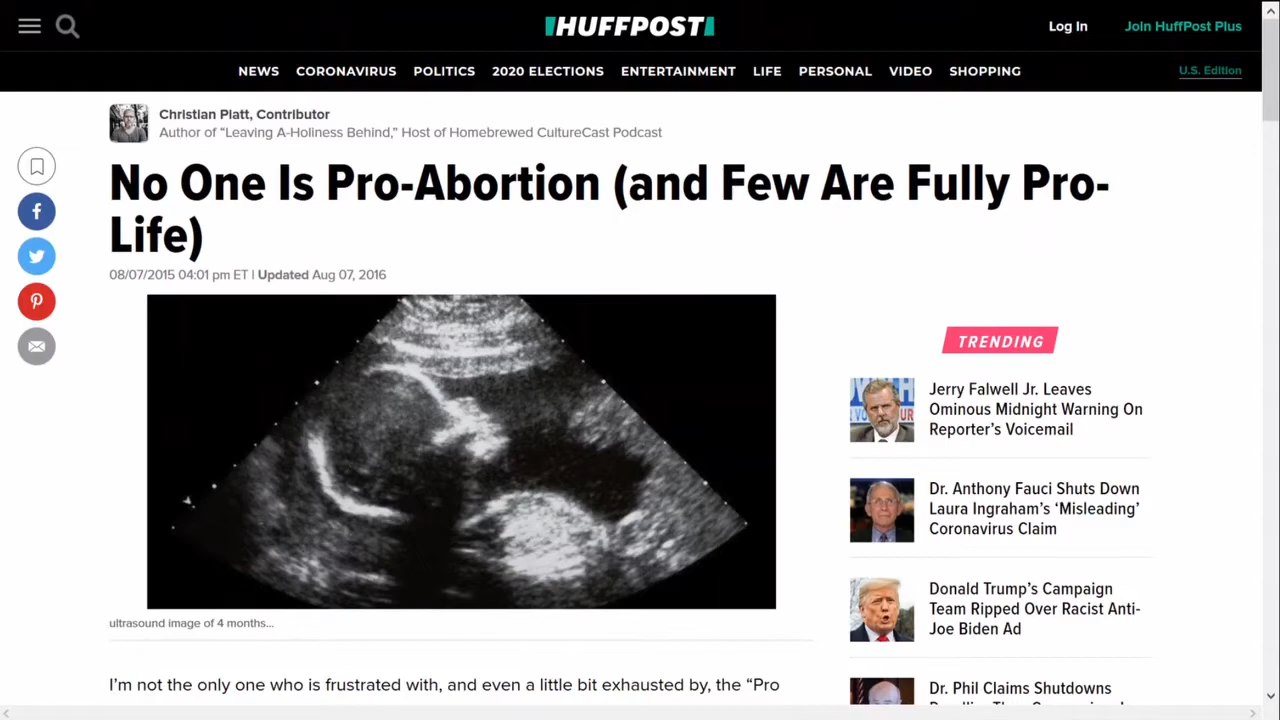 HUFFPOST
Log In
Join HuffPost Plus
NEWS
CORONAVIRUS
POLITICS
2020 ELECTIONS
ENTERTAINMENT
LIFE
PERSONAL
VIDEO
SHOPPING
U.S. Edition
Christian Piatt, Contributor
Author of “Leaving A-Holiness Behind,” Host of Homebrewed CultureCast Podcast
No One Is Pro-Abortion (and Few Are Fully Pro-
Life)
08/07/2015 04:01 pm ET | Updated Aug 07, 2016
ultrasound image of 4 months...
I’m not the only one who is frustrated with, and even a little bit exhausted by, the “Pro
TRENDING
Jerry Falwell Jr. Leaves
Ominous Midnight Warning On
Reporter’s Voicemail
Dr. Anthony Fauci Shuts Down
Laura Ingraham’s ‘Misleading’
Coronavirus Claim
Donald Trump’s Campaign
Team Ripped Over Racist Anti-
Joe Biden Ad
Dr. Phil Claims Shutdowns